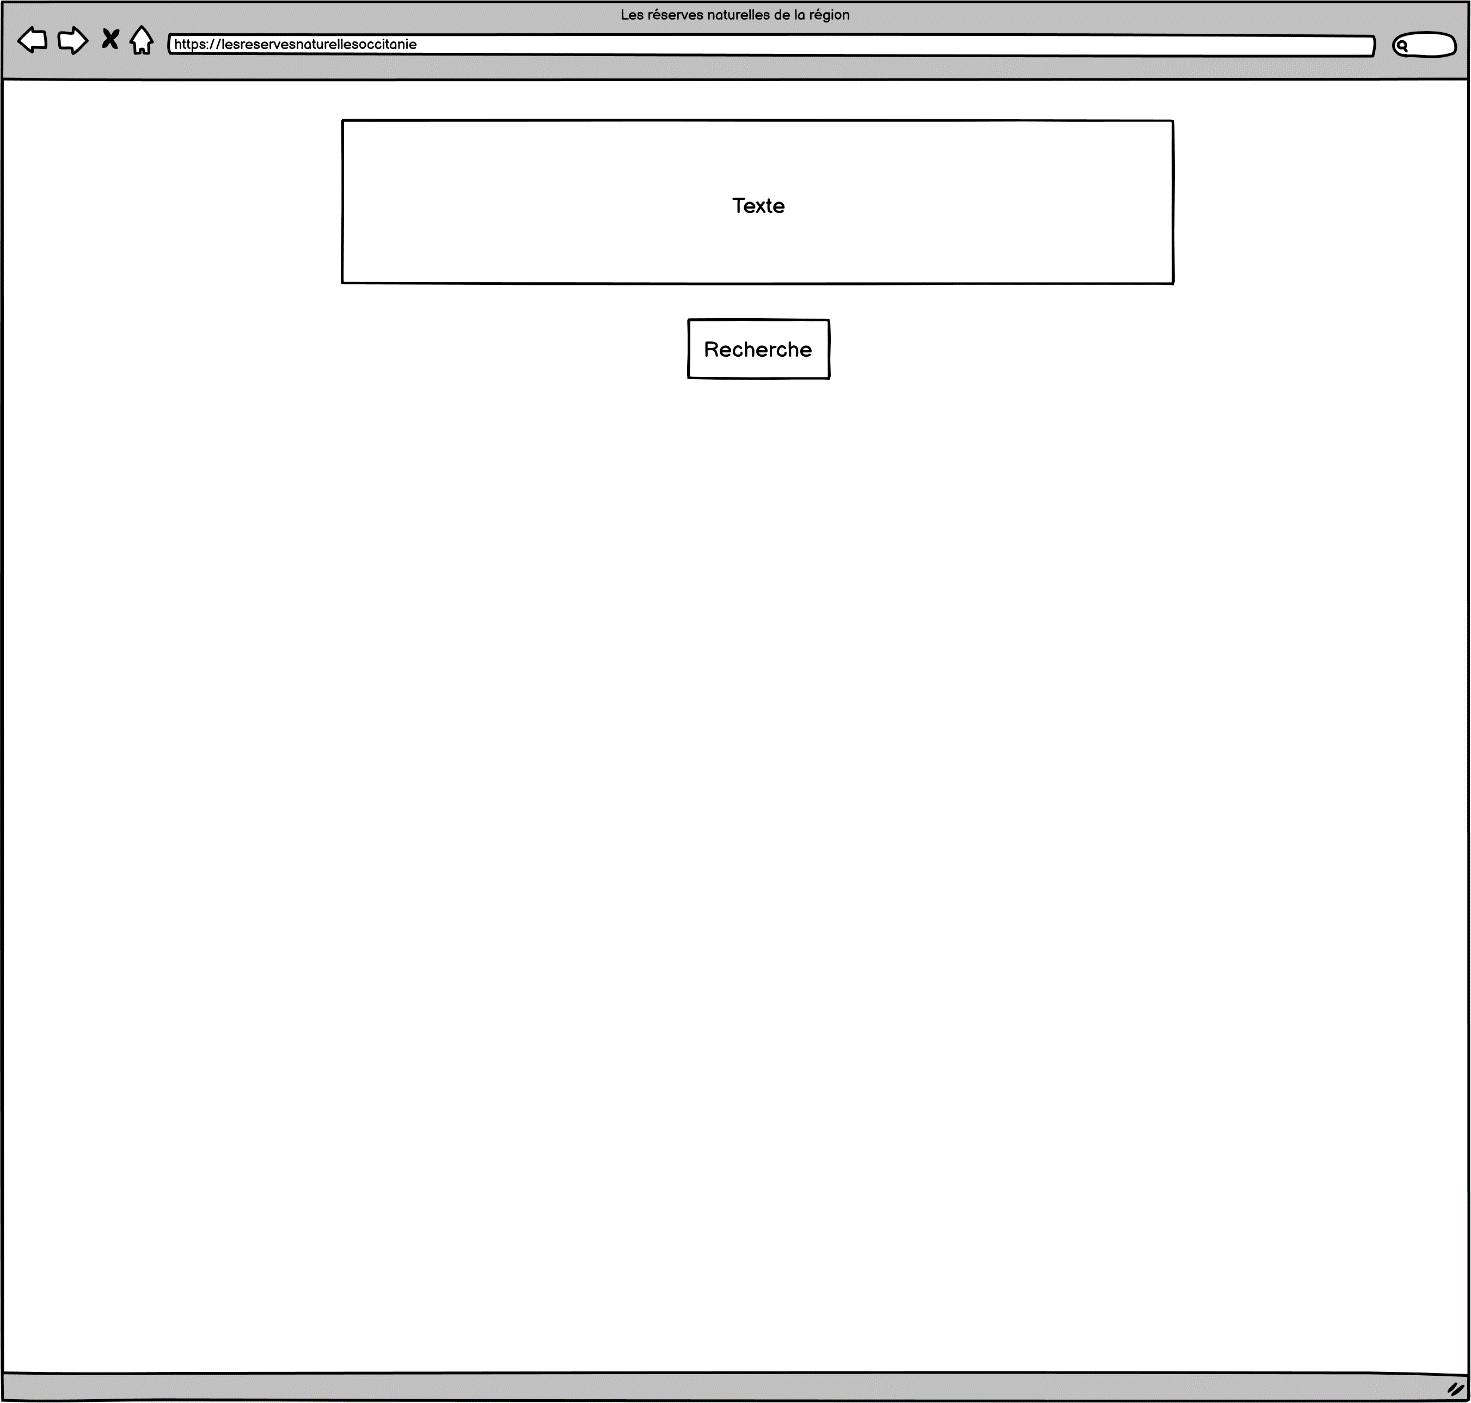 Les réserves naturelles de la région
https://lesreservesnaturellesoccitanie
Texte
Recherche